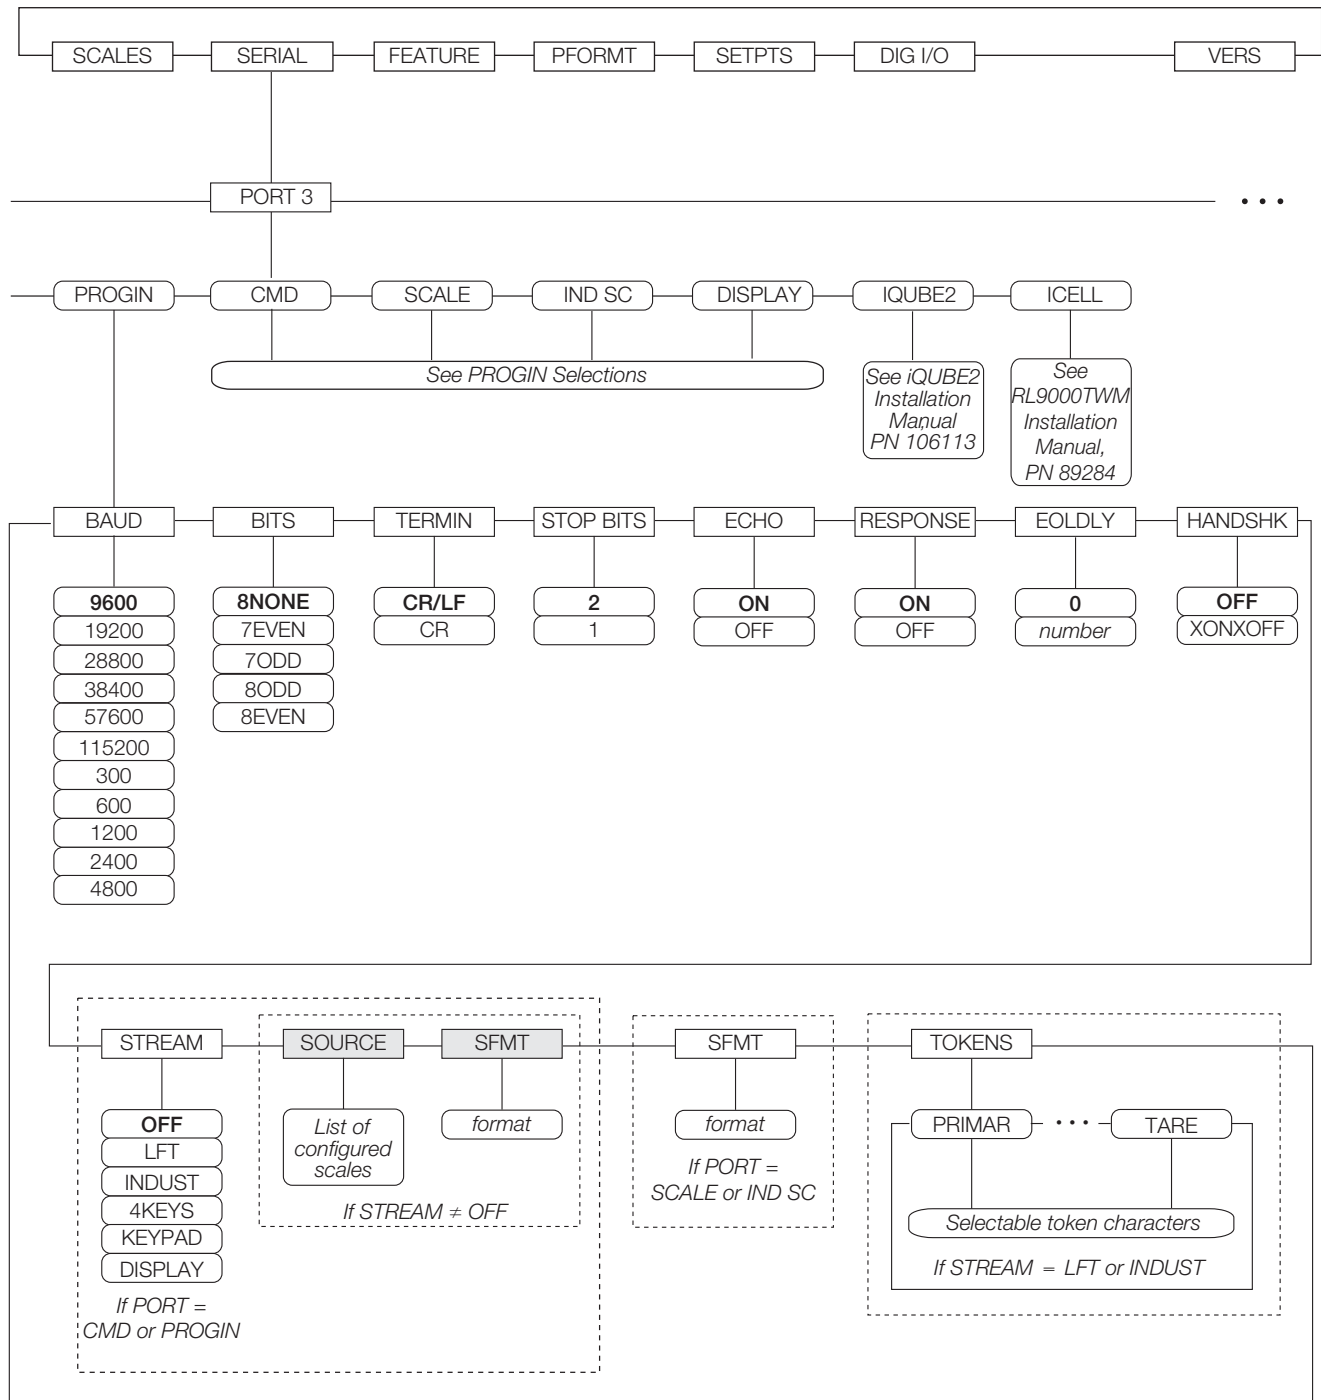 SCALES SERIAL FEATURE PFORMT SETPTS DIG I/O VERS
PORT 3 • • •
PROGIN CMD SCALE IND SC DISPLAY IQUBE2 ICELL
See PROGIN Selections
See iQUBE2
Installation
Manual,
PN 106113
See
RL9000TWM
Installation
Manual,
PN 89284
BAUD BITS TERMIN STOP BITS ECHO RESPONSE EOLDLY HANDSHK
9600 8NONE CR/LF 2 ON ON 0 OFF
19200 7EVEN CR 1 OFF OFF number XONXOFF
28800 7ODD
38400 8ODD
57600 8EVEN
115200
300
600
1200
2400
4800
STREAM SOURCE SFMT SFMT TOKENS
OFF
LFT
INDUST
4KEYS
KEYPAD
DISPLAY
If PORT =
CMD or PROGIN
List of
configured
scales
format
If STREAM ≠ OFF
format
If PORT =
SCALE or IND SC
PRIMAR • • • TARE
Selectable token characters
If STREAM = LFT or INDUST